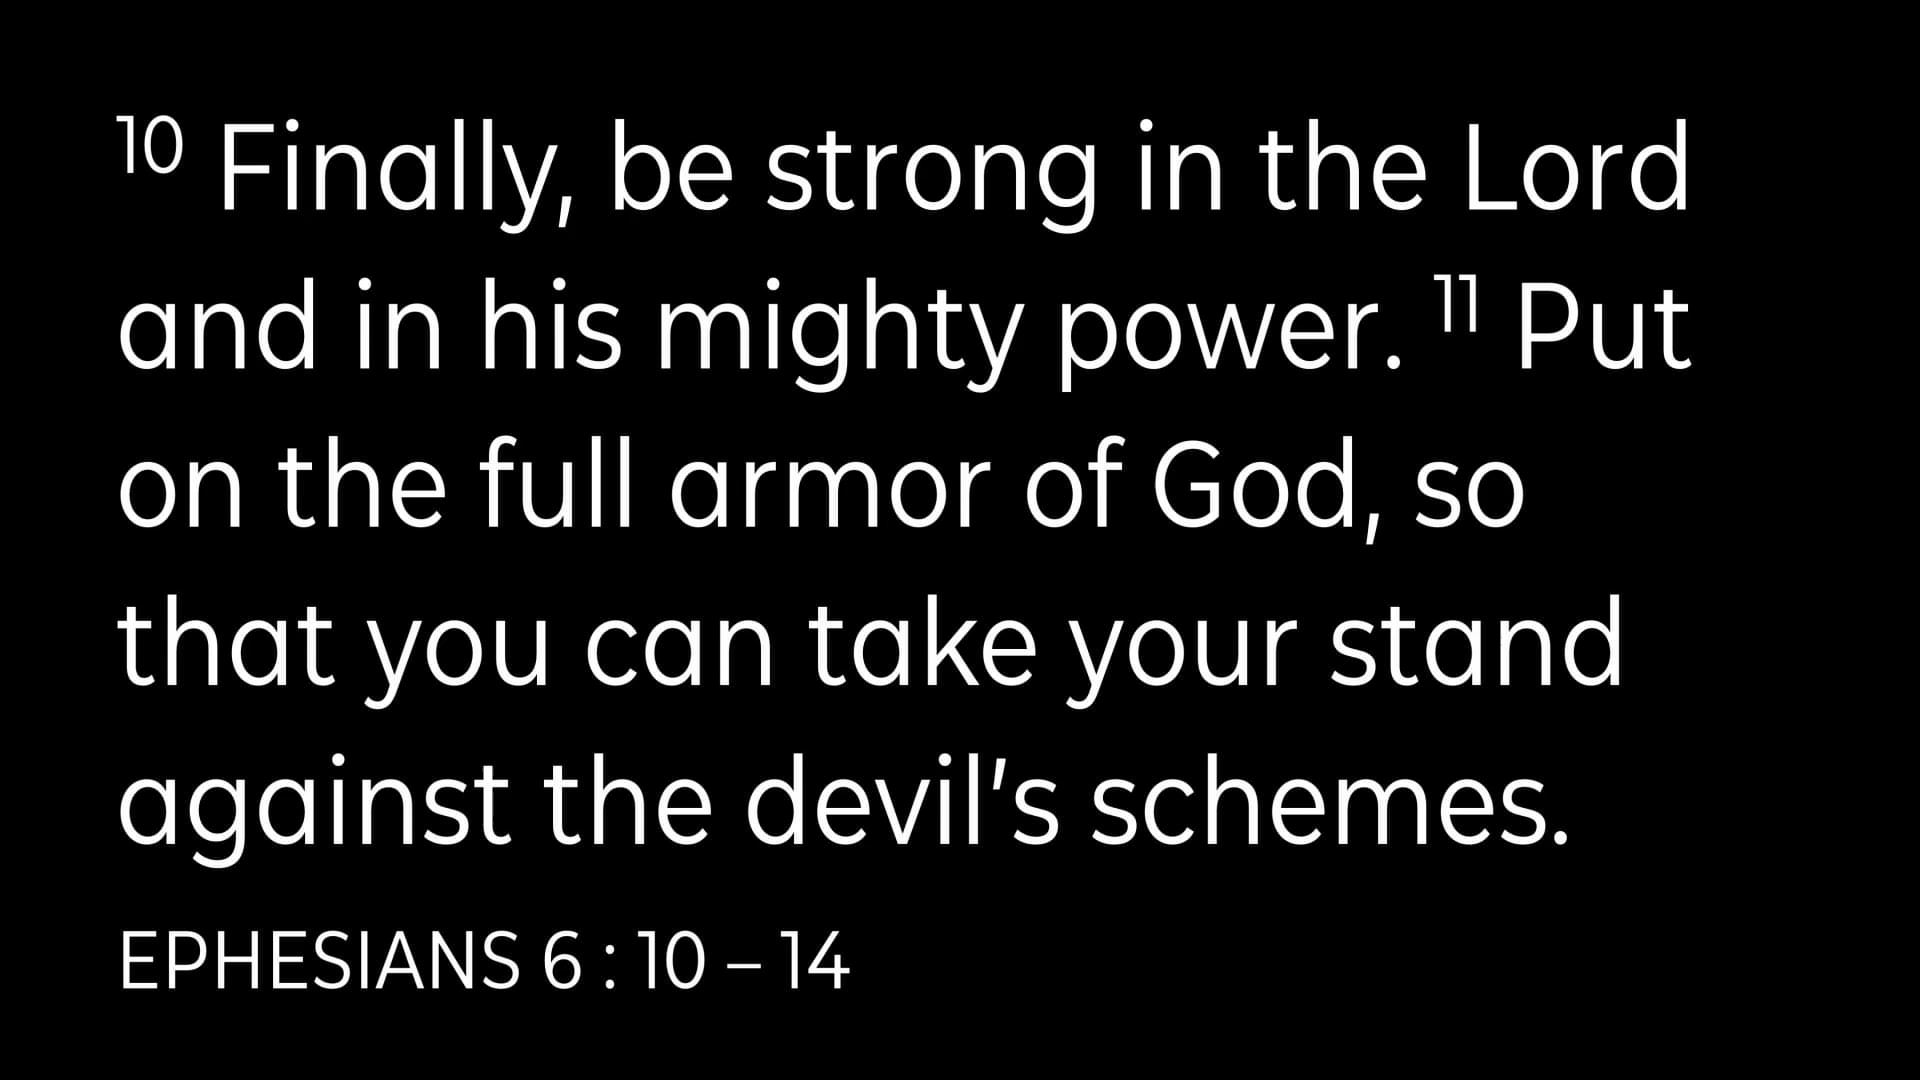 10 Finally, be strong in the Lord
and in his mighty power. 11 Put
on the full armor of God, so
that you can take your stand
against the devil’s schemes.
EPHESIANS 6 : 10 – 14